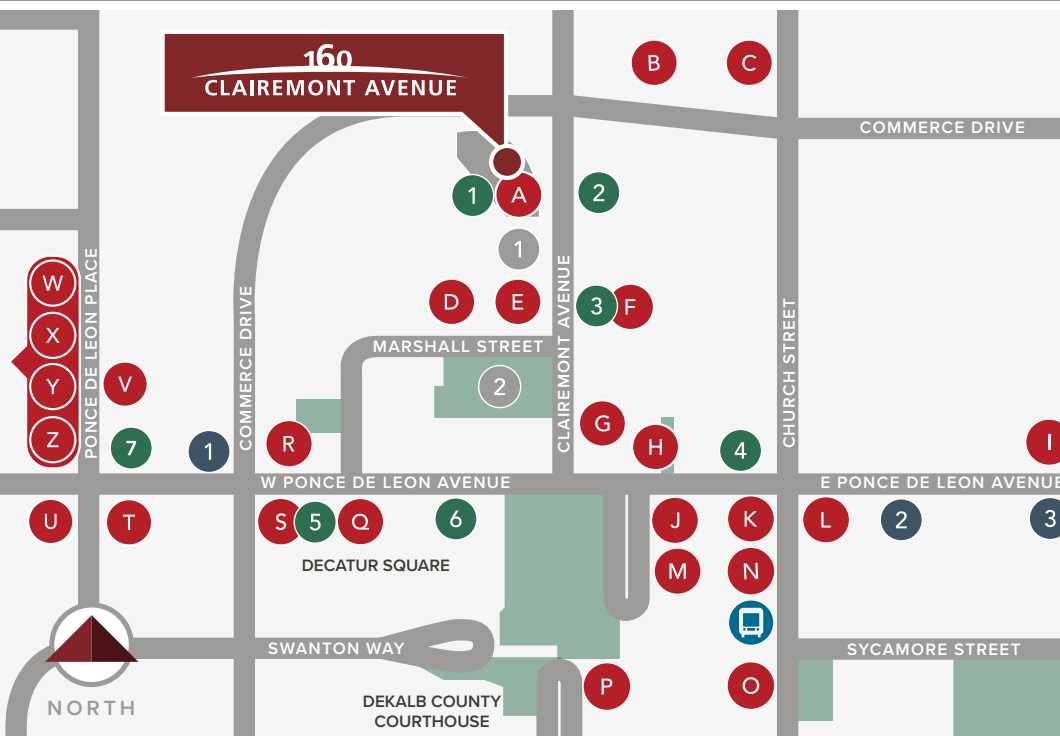 160
CLAIREMONT AVENUE
B
C
COMMERCE DRIVE
1
A
2
1
W
X
Y
Z
PONCE DE LEON PLACE
COMMERCE DRIVE
D
E
CLAIREMONT AVENUE
3
F
CHURCH STREET
MARSHALL STREET
2
V
7
1
R
G
H
4
I
W PONCE DE LEON AVENUE
E PONCE DE LEON AVENUE
U
T
S
5
Q
6
J
K
L
2
3
DECATUR SQUARE
M
N
SWANTON WAY
SYCAMORE STREET
NORTH
DEKALB COUNTY
COURTHOUSE
P
O